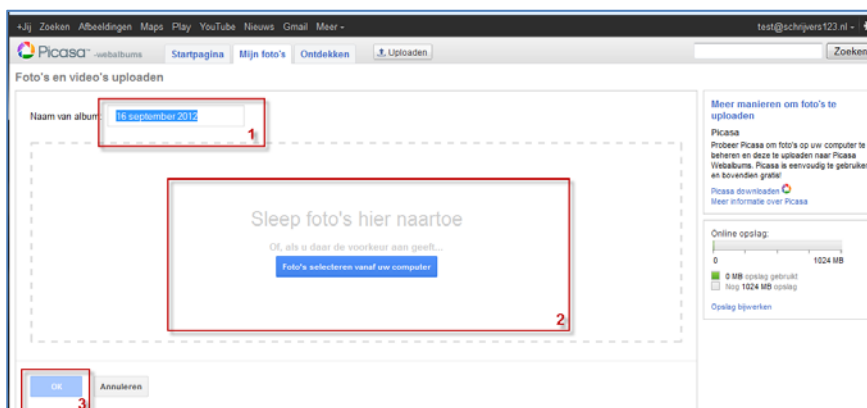 +Jij Zoeken Afbeeldingen Maps Play YouTube Nieuws Gmail Meer
test@schrijvers123.nl
Picasa™ -webalbums Startpagina Mijn foto's Ontdekken Uploaden
Zoeken
Foto's en video's uploaden
Naam van album: 16 september 2012
1
Sleep foto's hier naartoe
Of, als u daar de voorkeur aan geeft...
Foto's selecteren vanaf uw computer
2
OK Annuleren
3
Meer manieren om foto's te
uploaden
Picasa
Probeer Picasa om foto's op uw computer te
beheren en deze te uploaden naar Picasa
Webalbums. Picasa is eenvoudig te gebruiken
en bovendien gratis!
Picasa downloaden
Meer informatie over Picasa
Online opslag:
0 1024 MB
0 MB opslag gebruikt
Nog 1024 MB opslag
Opslag bijwerken